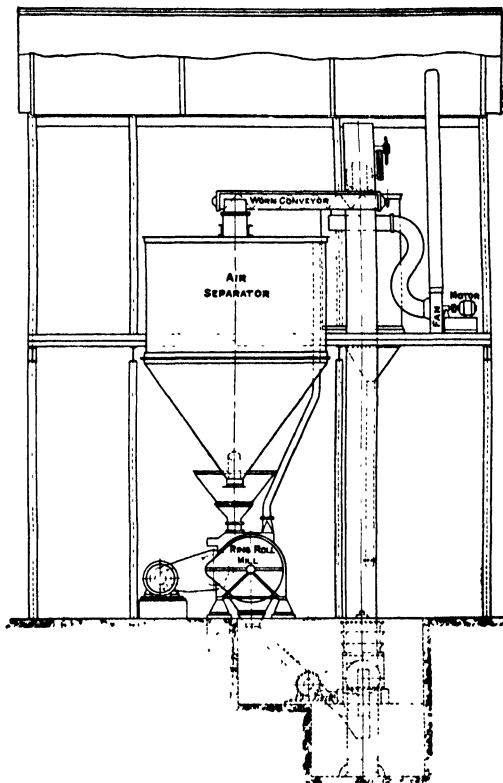 WORM CONVEYOR
AIR
SEPARATOR
MOTOR
FAN
RING ROLL
MILL